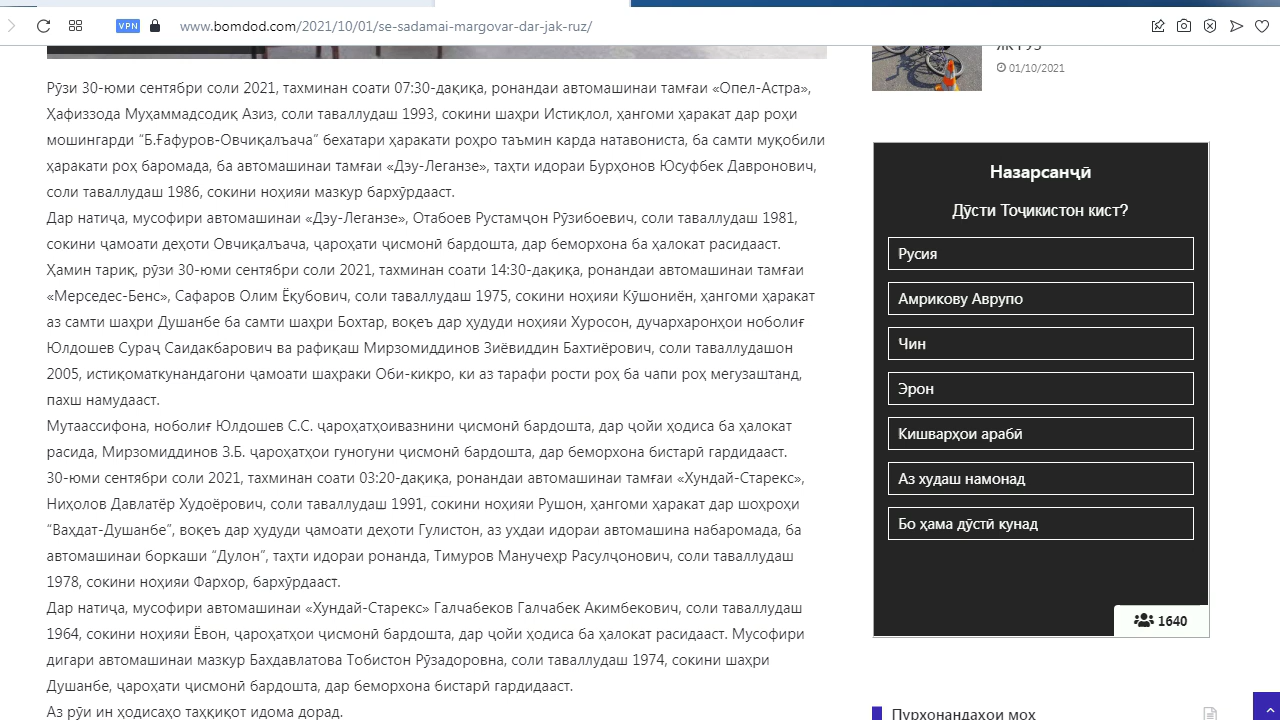 VPN
www.bomdod.com/2021/10/01/se-sadamai-margovar-dar-jak-ruz/
01/10/2021
Рӯзи 30-юми сентябри соли 2021, тахминан соати 07:30-дақиқа, ронандаи автомашинаи тамғаи «Опел-Астра»,
Ҳафиззода Муҳаммадсодиқ Азиз, соли таваллудаш 1993, сокини шаҳри Истиқлол, ҳангоми ҳаракат дар роҳи
мошингарди “Б.Ғафуров-Овчиқалъача” бехатари ҳаракати роҳро таъмин карда натавониста, ба самти муқобили
ҳаракати роҳ баромада, ба автомашинаи тамғаи «Дэу-Леганзе», таҳти идораи Бурҳонов Юсуфбек Давронович,
соли таваллудаш 1986, сокини ноҳияи мазкур бархӯрдааст.
Дар натиҷа, мусофири автомашинаи «Дэу-Леганзе», Отабоев Рустамҷон Рӯзибоевич, соли таваллудаш 1981,
сокини ҷамоати деҳоти Овчиқалъача, ҷароҳати ҷисмонӣ бардошта, дар беморхона ба ҳалокат расидааст.
Ҳамин тариқ, рӯзи 30-юми сентябри соли 2021, тахминан соати 14:30-дақиқа, ронандаи автомашинаи тамғаи
«Мерседес-Бенс», Сафаров Олим Ёқубович, соли таваллудаш 1975, сокини ноҳияи Кӯшониён, ҳангоми ҳаракат
аз самти шаҳри Душанбе ба самти шаҳри Бохтар, воқеъ дар ҳудуди ноҳияи Хуросон, дучархаронҳои ноболиғ
Юлдошев Сураҷ Саидакбарович ва рафиқаш Мирзомиддинов Зиёвиддин Бахтиёрович, соли таваллудашон
2005, истиқоматкунандагони ҷамоати шаҳраки Оби-кикро, ки аз тарафи рости роҳ ба чапи роҳ мегузаштанд,
пахш намудааст.
Мутаассифона, ноболиғ Юлдошев С.С. ҷароҳатҳоивазнини ҷисмонӣ бардошта, дар ҷойи ҳодиса ба ҳалокат
расида, Мирзомиддинов З.Б. ҷароҳатҳои гуногуни ҷисмонӣ бардошта, дар беморхона бистарӣ гардидааст.
30-юми сентябри соли 2021, тахминан соати 03:20-дақиқа, ронандаи автомашинаи тамғаи «Хундай-Старекс»,
Ниҳолов Давлатёр Худоёрович, соли таваллудаш 1991, сокини ноҳияи Рушон, ҳангоми ҳаракат дар шоҳроҳи
“Ваҳдат-Душанбе”, воқеъ дар ҳудуди ҷамоати деҳоти Гулистон, аз уҳдаи идораи автомашина набаромада, ба
автомашинаи боркаши “Дулон”, таҳти идораи ронанда, Тимуров Манучеҳр Расулҷонович, соли таваллудаш
1978, сокини ноҳияи Фархор, бархӯрдааст.
Дар натиҷа, мусофири автомашинаи «Хундай-Старекс» Галчабеков Галчабек Акимбекович, соли таваллудаш
1964, сокини ноҳияи Ёвон, ҷароҳатҳои ҷисмонӣ бардошта, дар ҷойи ҳодиса ба ҳалокат расидааст. Мусофири
дигари автомашинаи мазкур Бахдавлатова Тобистон Рӯзадоровна, соли таваллудаш 1974, сокини шаҳри
Душанбе, ҷароҳати ҷисмонӣ бардошта, дар беморхона бистарӣ гардидааст.
Аз рӯи ин ҳодисаҳо таҳқиқот идома дорад.
Назарсанҷӣ
Дӯсти Тоҷикистон кист?
Русия
Амрикову Аврупо
Чин
Эрон
Кишварҳои арабӣ
Аз худаш намонад
Бо ҳама дӯстӣ кунад
1640